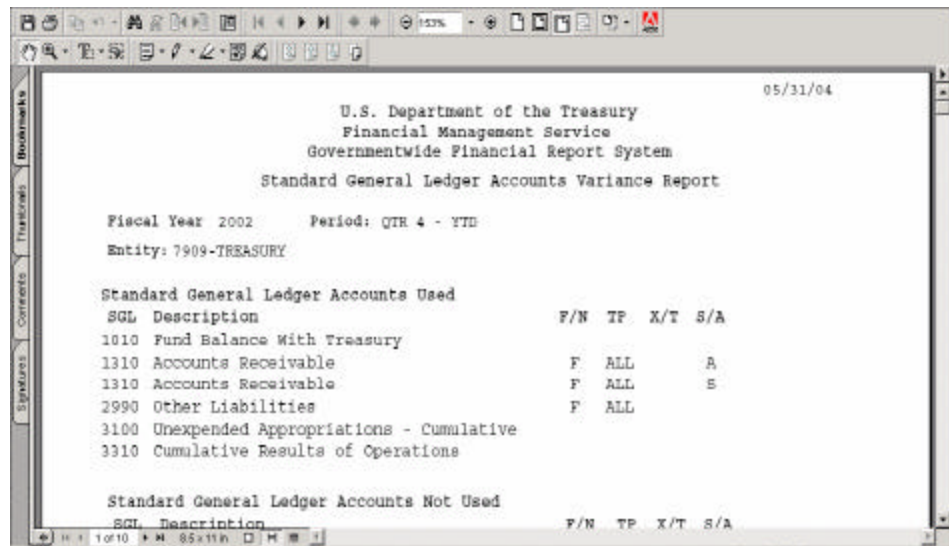 153%
05/31/04
U.S. Department of the Treasury
Financial Management Service
Governmentwide Financial Report System
Standard General Ledger Accounts Variance Report
Fiscal Year 2002 Period: QTR 4 - YTD
Entity: 7909-TREASURY
Standard General Ledger Accounts Used
SGL Description F/N TP X/T S/A
1010 Fund Balance With Treasury
1310 Accounts Receivable F ALL A
1310 Accounts Receivable F ALL S
2990 Other Liabilities F ALL
3100 Unexpended Appropriations - Cumulative
3310 Cumulative Results of Operations
Standard General Ledger Accounts Not Used
SGL Description F/N TP X/T S/A
Bookmarks
Thumbnails
Comments
Signatures
1 of 10 8.5 x 11 in